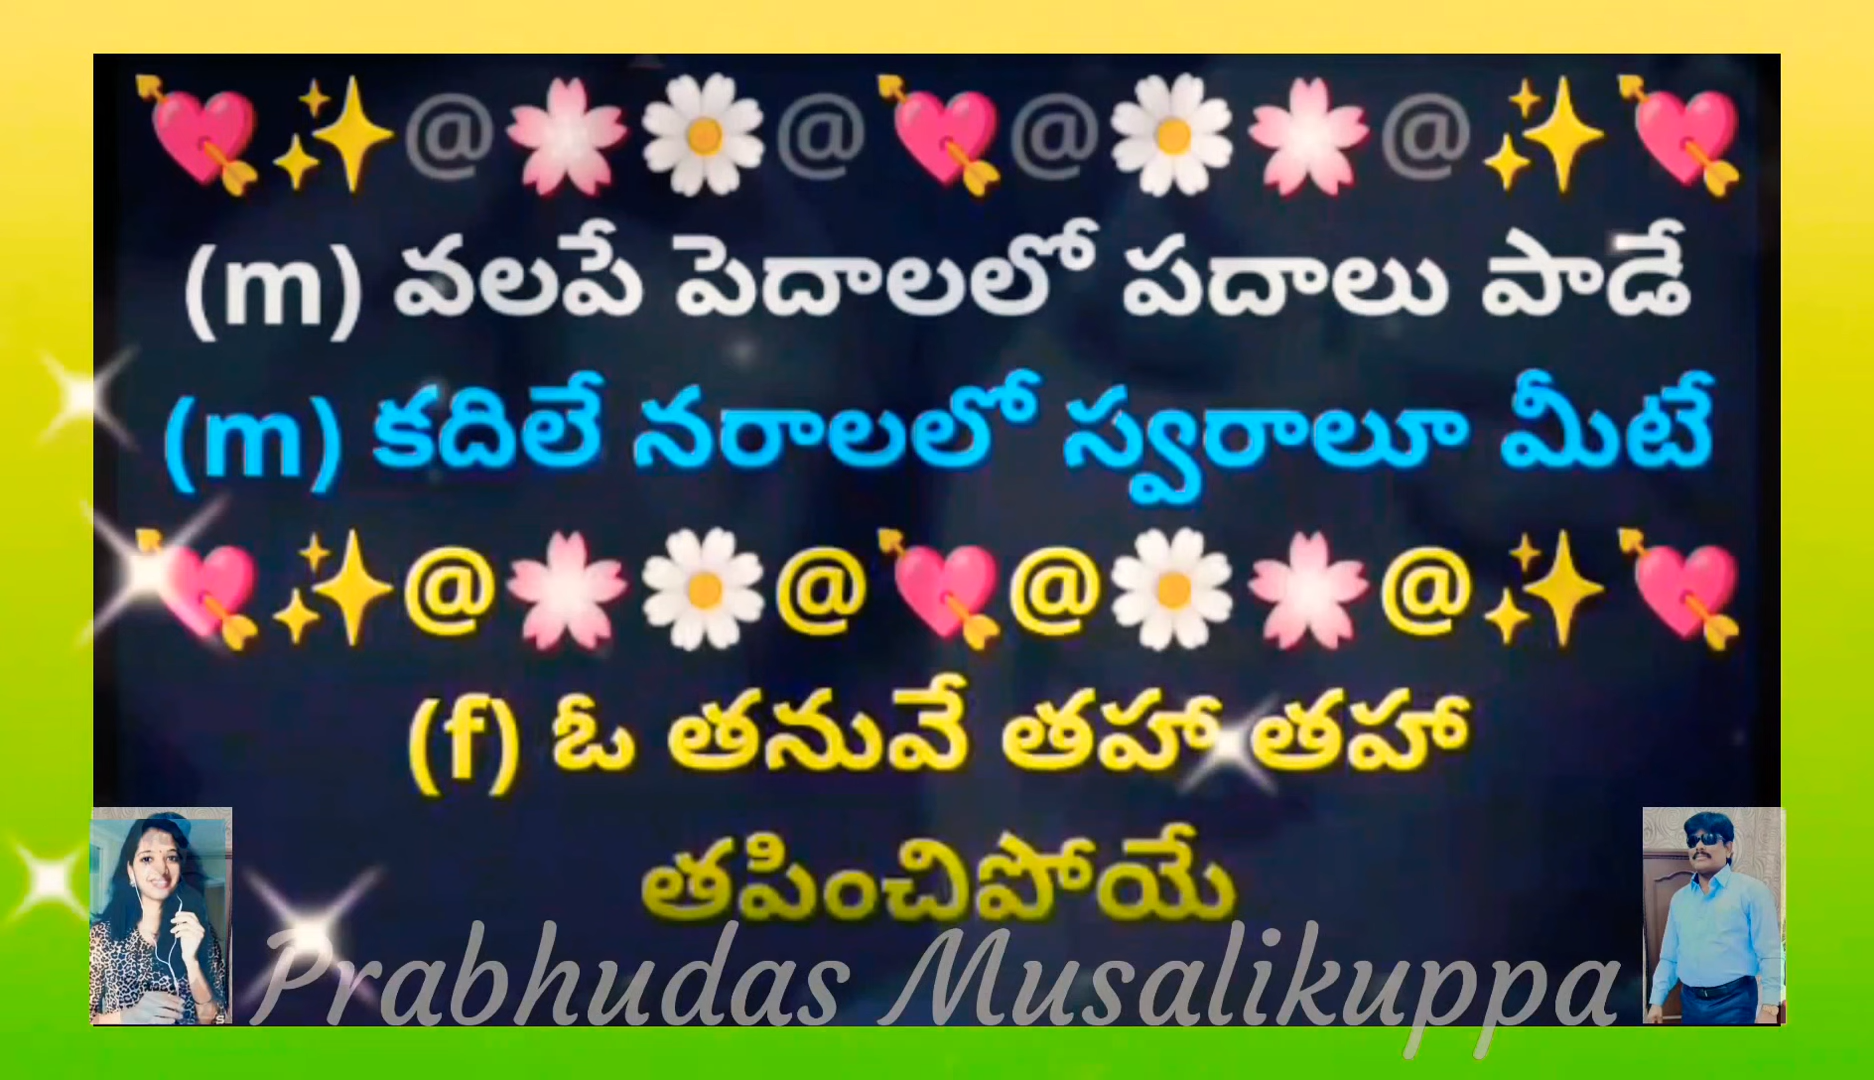 💘✨@🌸🌼@💘@🌼🌸@✨💘
(m) వలపే పెదాలలో పదాలు పాడే
(m) కదిలే నరాలలో స్వరాలూ మీటే
💘✨@🌸🌼@💘@🌼🌸@✨💘
(f) ఓ తనువే తహా తహా
తపించిపోయే
Prabhudas Musalikuppa